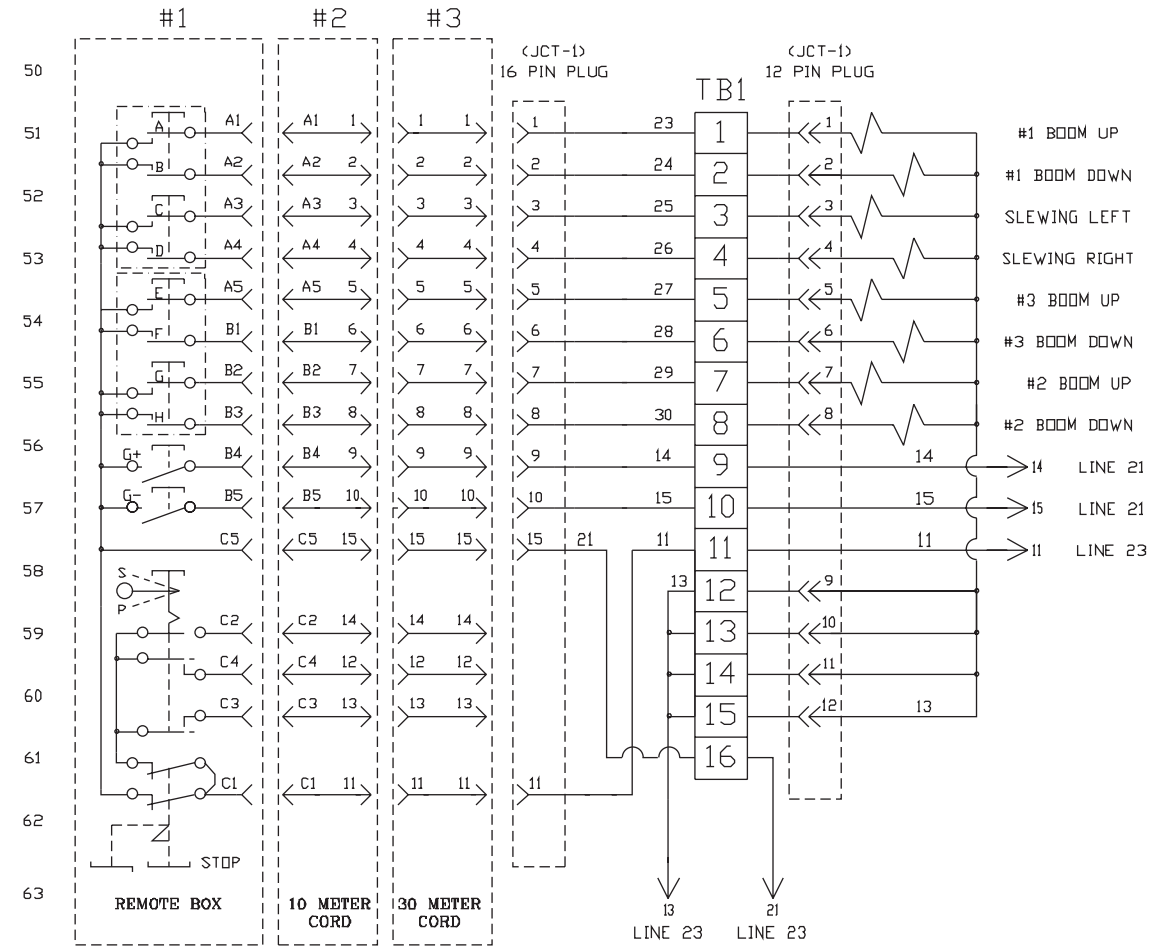 #1 #2 #3
(JCT-1) (JCT-1)
50 16 PIN PLUG 12 PIN PLUG
TB1
51 A A1 A1 1 1 1 1 23 1 1 #1 BOOM UP
B A2 A2 2 2 2 2 24 2 2 #1 BOOM DOWN
52
C A3 A3 3 3 3 3 25 3 3 SLEWING LEFT
53 D A4 A4 4 4 4 4 26 4 4 SLEWING RIGHT
E A5 A5 5 5 5 5 27 5 5 #3 BOOM UP
54
F B1 B1 6 6 6 6 28 6 6 #3 BOOM DOWN
55 G B2 B2 7 7 7 7 29 7 7 #2 BOOM UP
H B3 B3 8 8 8 8 30 8 8 #2 BOOM DOWN
56
G+ B4 B4 9 9 9 9 14 9 14 14 LINE 21
57 G- B5 B5 10 10 10 10 15 10 15 15 LINE 21
C5 C5 15 15 15 15 21 11 11 11 11 LINE 23
58 S 13 12 9
P
59 C2 C2 14 14 14 13 10
C4 C4 12 12 12 14 11
60
C3 C3 13 13 13 15 12 13
61 16
C1 C1 11 11 11 11
62
STOP
63 REMOTE BOX 10 METER CORD 30 METER CORD 13 21
LINE 23 LINE 23